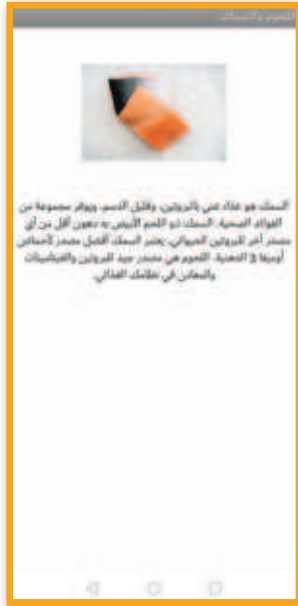 اللحوم والأسماك
السمك هو غذاء غني بالبروتين، وقليل الدسم، ويوفر مجموعة من
الفوائد الصحية. السمك ذو اللحم الأبيض به دهون أقل من أي
مصدر آخر للبروتين الحيواني، يعتبر السمك أفضل مصدر لأحماض
أوميغا 3 الدهنية. اللحوم هي مصدر جيد للبروتين والفيتامينات
والمعادن في نظامك الغذائي.